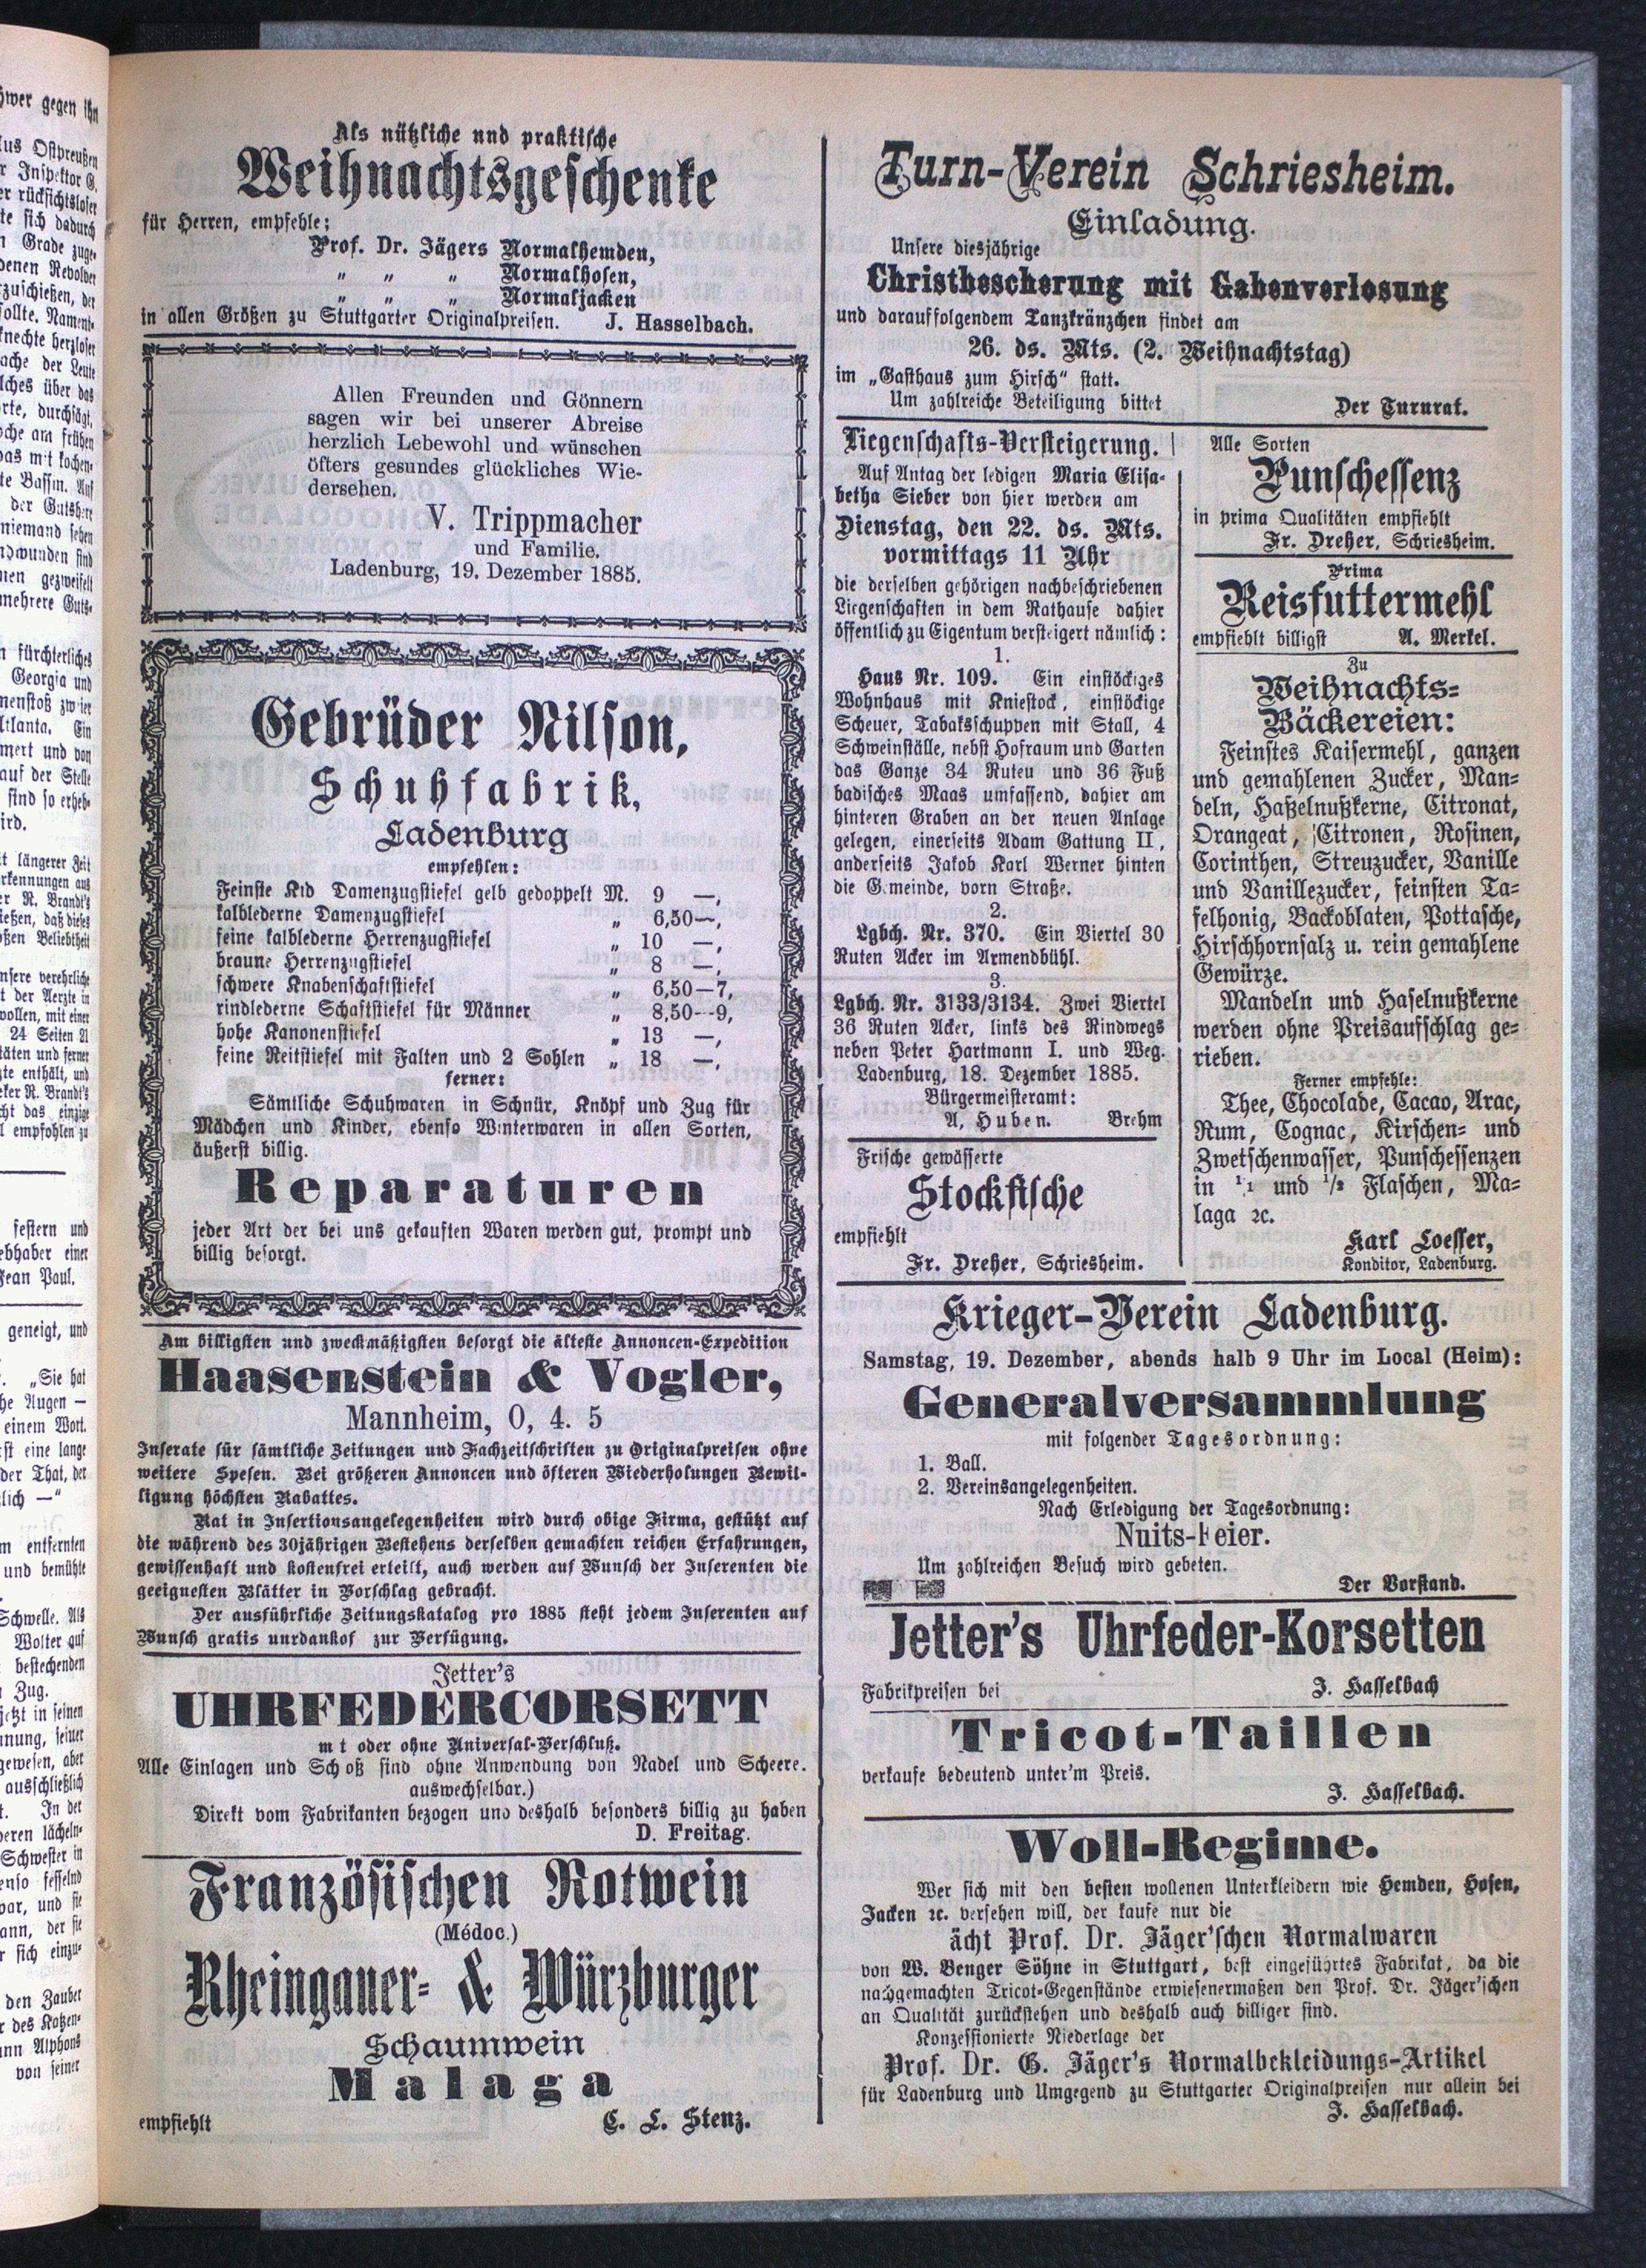 Als nützliche und praktische
Weihnachtsgeschenke
für Herren, empfehle;
Prof. Dr. Jägers Normalhemden,
„ „ „ Normalhosen,
„ „ „ Normaljacken
in allen Größen zu Stuttgarter Originalpreisen. J. Hasselbach.
Allen Freunden und Gönnern
sagen wir bei unserer Abreise
herzlich Lebewohl und wünschen
öfters gesundes glückliches Wie-
dersehen.
V. Trippmacher
und Familie.
Ladenburg, 19. Dezember 1885.
Gebrüder Nilson,
Schuhfabrik,
Ladenburg
empfehlen:
Feinste Kid Damenzugstiefel gelb gedoppelt M. 9 —,
kalblederne Damenzugstiefel „ 6,50—,
feine kalblederne Herrenzugstiefel „ 10 —,
braune Herrenzugstiefel „ 8 —,
schwere Knabenschaftstiefel „ 6,50—7,
rindlederne Schaftstiefel für Männer „ 8,50--9,
hohe Kanonenstiefel „ 13 —,
feine Reitstiefel mit Falten und 2 Sohlen „ 18 —,
ferner:
Sämtliche Schuhwaren in Schnür, Knöpf und Zug für
Mädchen und Kinder, ebenso Winterwaren in allen Sorten,
äußerst billig.
Reparaturen
jeder Art der bei uns gekauften Waren werden gut, prompt und
billig besorgt.
Am billigsten und zweckmäßigsten besorgt die älteste Annoncen-Expedition
Haasenstein & Vogler,
Mannheim, O, 4. 5
Inserate für sämtliche Zeitungen und Fachzeitschriften zu Originalpreisen ohne
weitere Spesen. Bei größeren Annoncen und öfteren Wiederholungen Bewil-
ligung höchsten Rabattes.
Rat in Insertionsangelegenheiten wird durch obige Firma, gestützt auf
die während des 30jährigen Bestehens derselben gemachten reichen Erfahrungen,
gewissenhaft und kostenfrei erteilt, auch werden auf Wunsch der Inserenten die
geeignesten Blätter in Vorschlag gebracht.
Der ausführliche Zeitungskatalog pro 1885 steht jedem Inserenten auf
Wunsch gratis unrdankof zur Verfügung.
Jetter's
UHRFEDERCORSETT
m t oder ohne Universal-Verschluß.
Alle Einlagen und Schoß sind ohne Anwendung von Nadel und Scheere.
auswechselbar.)
Direkt vom Fabrikanten bezogen und deshalb besonders billig zu haben
D. Freitag.
Französischen Rotwein
(Médoc.)
Rheingauer- & Würzburger
Schaumwein
Malaga
empfiehlt C. L. Stenz.
Turn-Verein Schriesheim.
Einladung.
Unsere diesjährige
Christbescherung mit Gabenverlosung
und darauffolgendem Tanzkränzchen findet am
26. ds. Mts. (2. Weihnachtstag)
im „Gasthaus zum Hirsch“ statt.
Um zahlreiche Beteiligung bittet
Der Turnrat.
Liegenschafts-Versteigerung.
Auf Antag der ledigen Maria Elisa-
betha Sieber von hier werden am
Dienstag, den 22. ds. Mts.
vormittags 11 Uhr
die derselben gehörigen nachbeschriebenen
Liegenschaften in dem Rathause dahier
öffentlich zu Eigentum versteigert nämlich:
1.
Haus Nr. 109. Ein einstöckiges
Wohnhaus mit Kniestock, einstöckige
Scheuer, Tabaksschuppen mit Stall, 4
Schweinställe, nebst Hofraum und Garten
das Ganze 34 Ruten und 36 Fuß
badisches Maas umfassend, dahier am
hinteren Graben an der neuen Anlage
gelegen, einerseits Adam Gattung II,
anderseits Jakob Karl Werner hinten
die Gemeinde, vorn Straße.
2.
Lgbch. Nr. 370. Ein Viertel 30
Ruten Acker im Armendbühl.
3.
Lgbch. Nr. 3133/3134. Zwei Viertel
36 Ruten Acker, links des Rindwegs
neben Peter Hartmann I. und Weg.
Ladenburg, 18. Dezember 1885.
Bürgermeisteramt:
A, Huben. Brehm
Frische gewässerte
Stockfische
empfiehlt
Fr. Dreher, Schriesheim.
Alle Sorten
Punschessenz
in prima Qualitäten empfiehlt
Fr. Dreher, Schriesheim.
Prima
Reisfuttermehl
empfiehlt billigst A. Merkel.
Zu
Weihnachts-
Bäckereien:
Feinstes Kaisermehl, ganzen
und gemahlenen Zucker, Man-
deln, Haßelnußkerne, Citronat,
Orangeat, Citronen, Rosinen,
Corinthen, Streuzucker, Vanille
und Vanillezucker, feinsten Ta-
felhonig, Backoblaten, Pottasche,
Hirschhornsalz u. rein gemahlene
Gewürze.
Mandeln und Haselnußkerne
werden ohne Preisaufschlag ge-
rieben.
Ferner empfehle:
Thee, Chocolade, Cacao, Arac,
Rum, Cognac, Kirschen- und
Zwetschenwasser, Punschessenzen
in 1/1 und 1/2 Flaschen, Ma-
laga ꝛc.
Karl Loesser,
Konditor, Ladenburg.
Krieger-Verein Ladenburg.
Samstag, 19. Dezember, abends halb 9 Uhr im Local (Heim):
Generalversammlung
mit folgender Tagesordnung:
1. Ball.
2. Vereinsangelegenheiten.
Nach Erledigung der Tagesordnung:
Nuits-Feier.
Um zahlreichen Besuch wird gebeten.
Der Vorstand.
Jetter's Uhrfeder-Korsetten
Fabrikpreisen bei J. Hasselbach
Tricot-Taillen
verkaufe bedeutend unter'm Preis.
J. Hasselbach.
Woll-Regime.
Wer sich mit den besten wollenen Unterkleidern wie Hemden, Hosen,
Jacken ꝛc. versehen will, der kaufe nur die
ächt Prof. Dr. Jäger'schen Normalwaren
von W. Benger Söhne in Stuttgart, best eingeführtes Fabrikat, da die
nachgemachten Tricot-Gegenstände erwiesenermaßen den Prof. Dr. Jäger'schen
an Qualität zurückstehen und deshalb auch billiger sind.
Konzessionierte Niederlage der
Prof. Dr. G. Jäger's Normalbekleidungs-Artikel
für Ladenburg und Umgegend zu Stuttgarter Originalpreisen nur allein bei
J. Hasselbach.